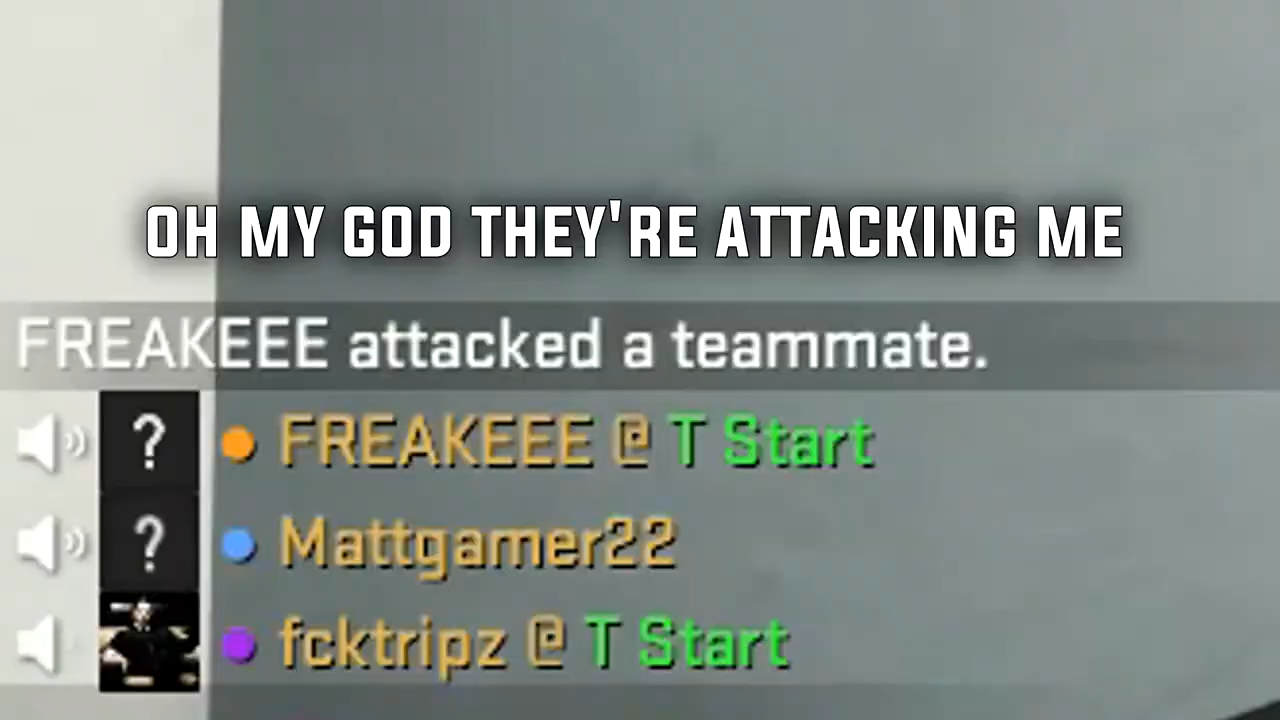 OH MY GOD THEY'RE ATTACKING ME
FREAKEEE attacked a teammate.
? FREAKEEE @ T Start
? Mattgamer22
fcktripz @ T Start